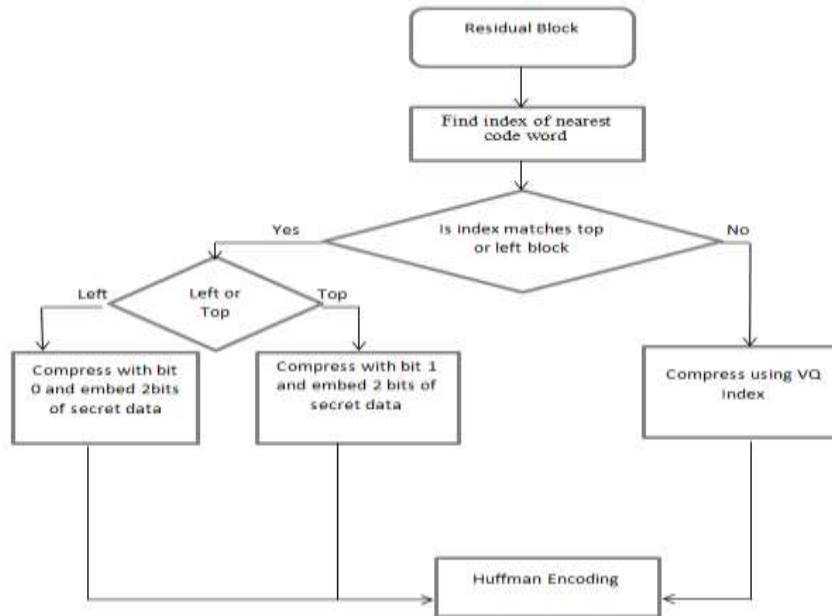 Residual Block
Find index of nearest
code word
Is index matches top
or left block
Yes
No
Left or
Top
Left
Top
Compress with bit
0 and embed 2bits
of secret data
Compress with bit 1
and embed 2 bits of
secret data
Compress using VQ
Index
Huffman Encoding